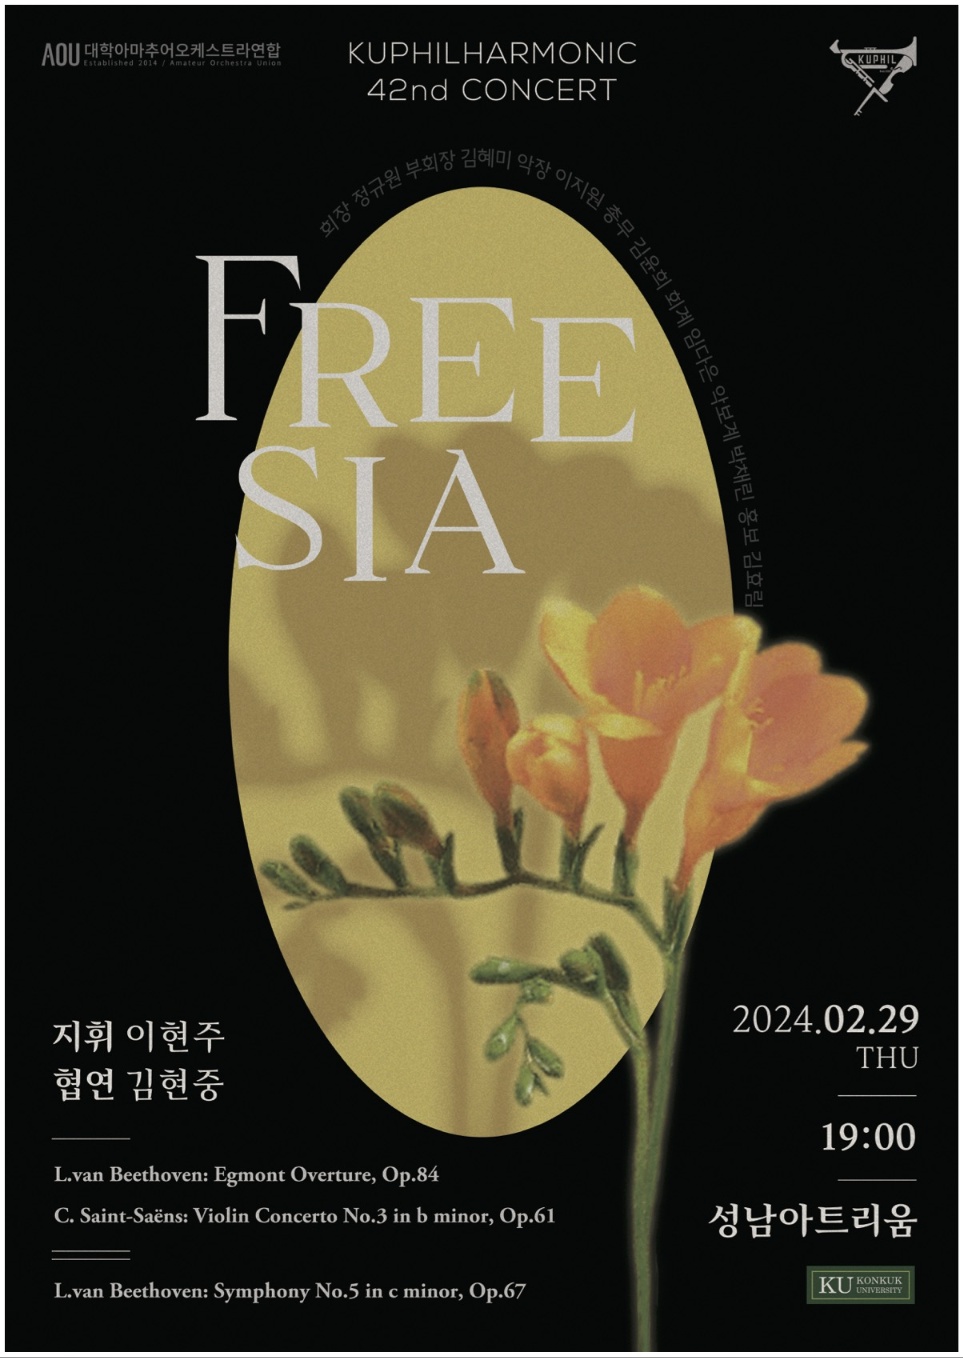 AOU 대학아마추어오케스트라연합
Established 2014 / Amateur Orchestra Union
KUPHILHARMONIC
42nd CONCERT
KUPHIL
회장 정규원 부회장 김혜미 악장 이지원 총무 김윤희 회계 임다은 악보계 박채린 홍보 김효림
FREE
SIA
지휘 이현주
협연 김현중
L.van Beethoven: Egmont Overture, Op.84
C. Saint-Saëns: Violin Concerto No.3 in b minor, Op.61
L.van Beethoven: Symphony No.5 in c minor, Op.67
2024.02.29
THU
19:00
성남아트리움
KU KONKUK
UNIVERSITY